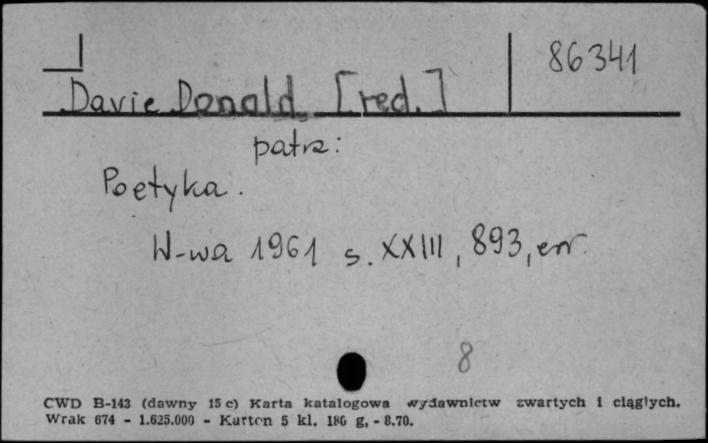 86341
Davie Donald [red.]
patrz:
Poetyka.
W-wa 1961 s. XXIII, 893, err.
8
CWD B-143 (dawny 15 c) Karta katalogowa wydawnictw zwartych i ciągłych.
Wrak 674 - 1.625.000 - Karton 5 kl. 180 g. - 8.70.